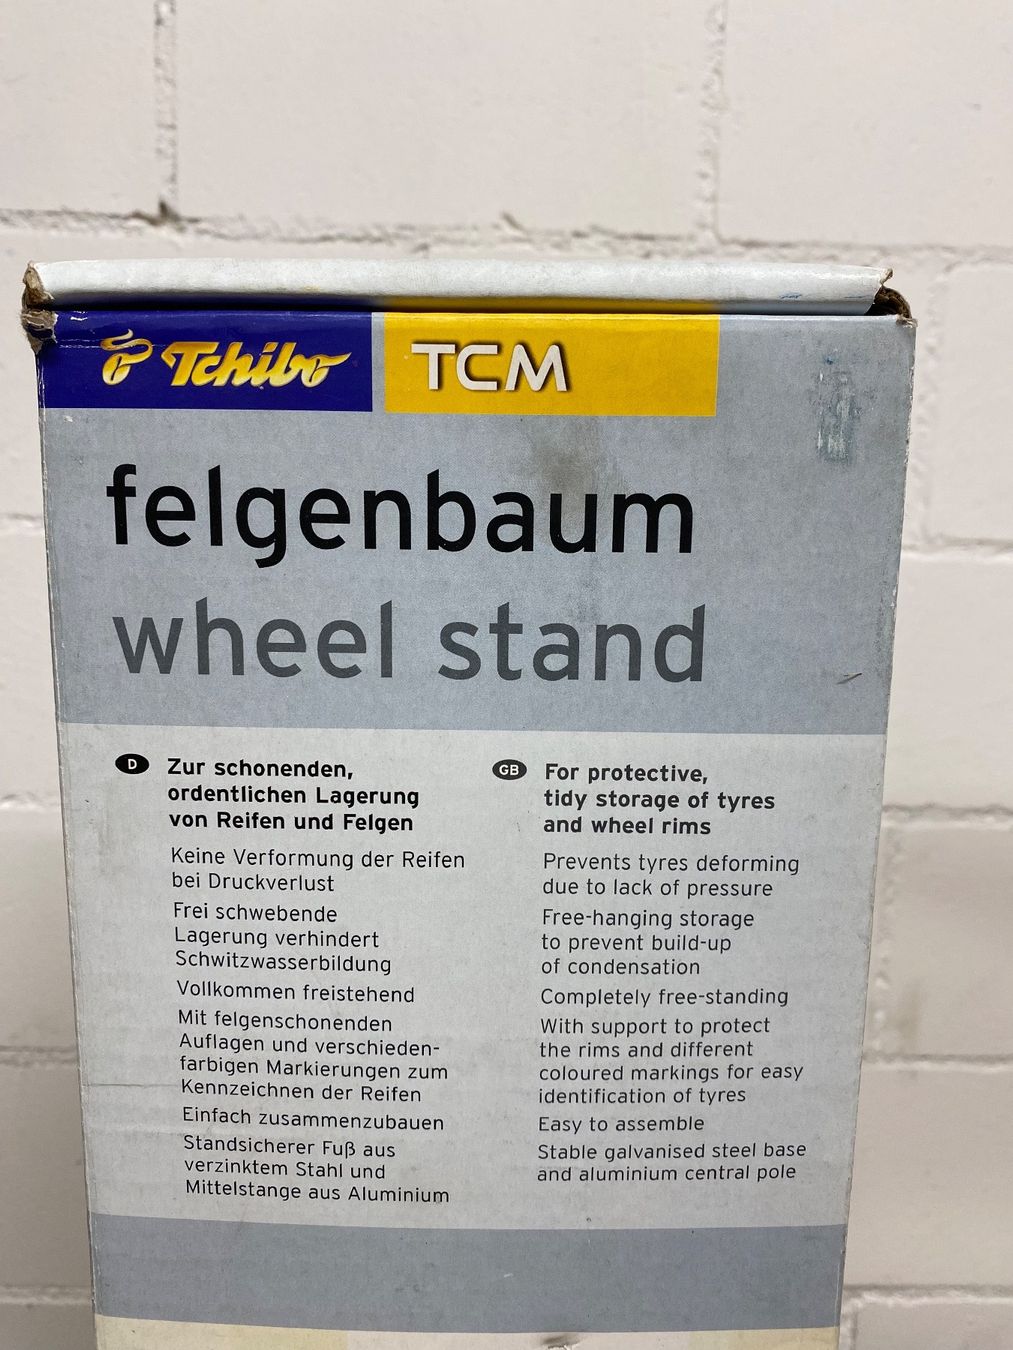 Tchibo TCM
felgenbaum
wheel stand
D
Zur schonenden,
ordentlichen Lagerung
von Reifen und Felgen
Keine Verformung der Reifen
bei Druckverlust
Frei schwebende
Lagerung verhindert
Schwitzwasserbildung
Vollkommen freistehend
Mit felgenschonenden
Auflagen und verschieden-
farbigen Markierungen zum
Kennzeichnen der Reifen
Einfach zusammenzubauen
Standsicherer Fuß aus
verzinktem Stahl und
Mittelstange aus Aluminium
GB
For protective,
tidy storage of tyres
and wheel rims
Prevents tyres deforming
due to lack of pressure
Free-hanging storage
to prevent build-up
of condensation
Completely free-standing
With support to protect
the rims and different
coloured markings for easy
identification of tyres
Easy to assemble
Stable galvanised steel base
and aluminium central pole